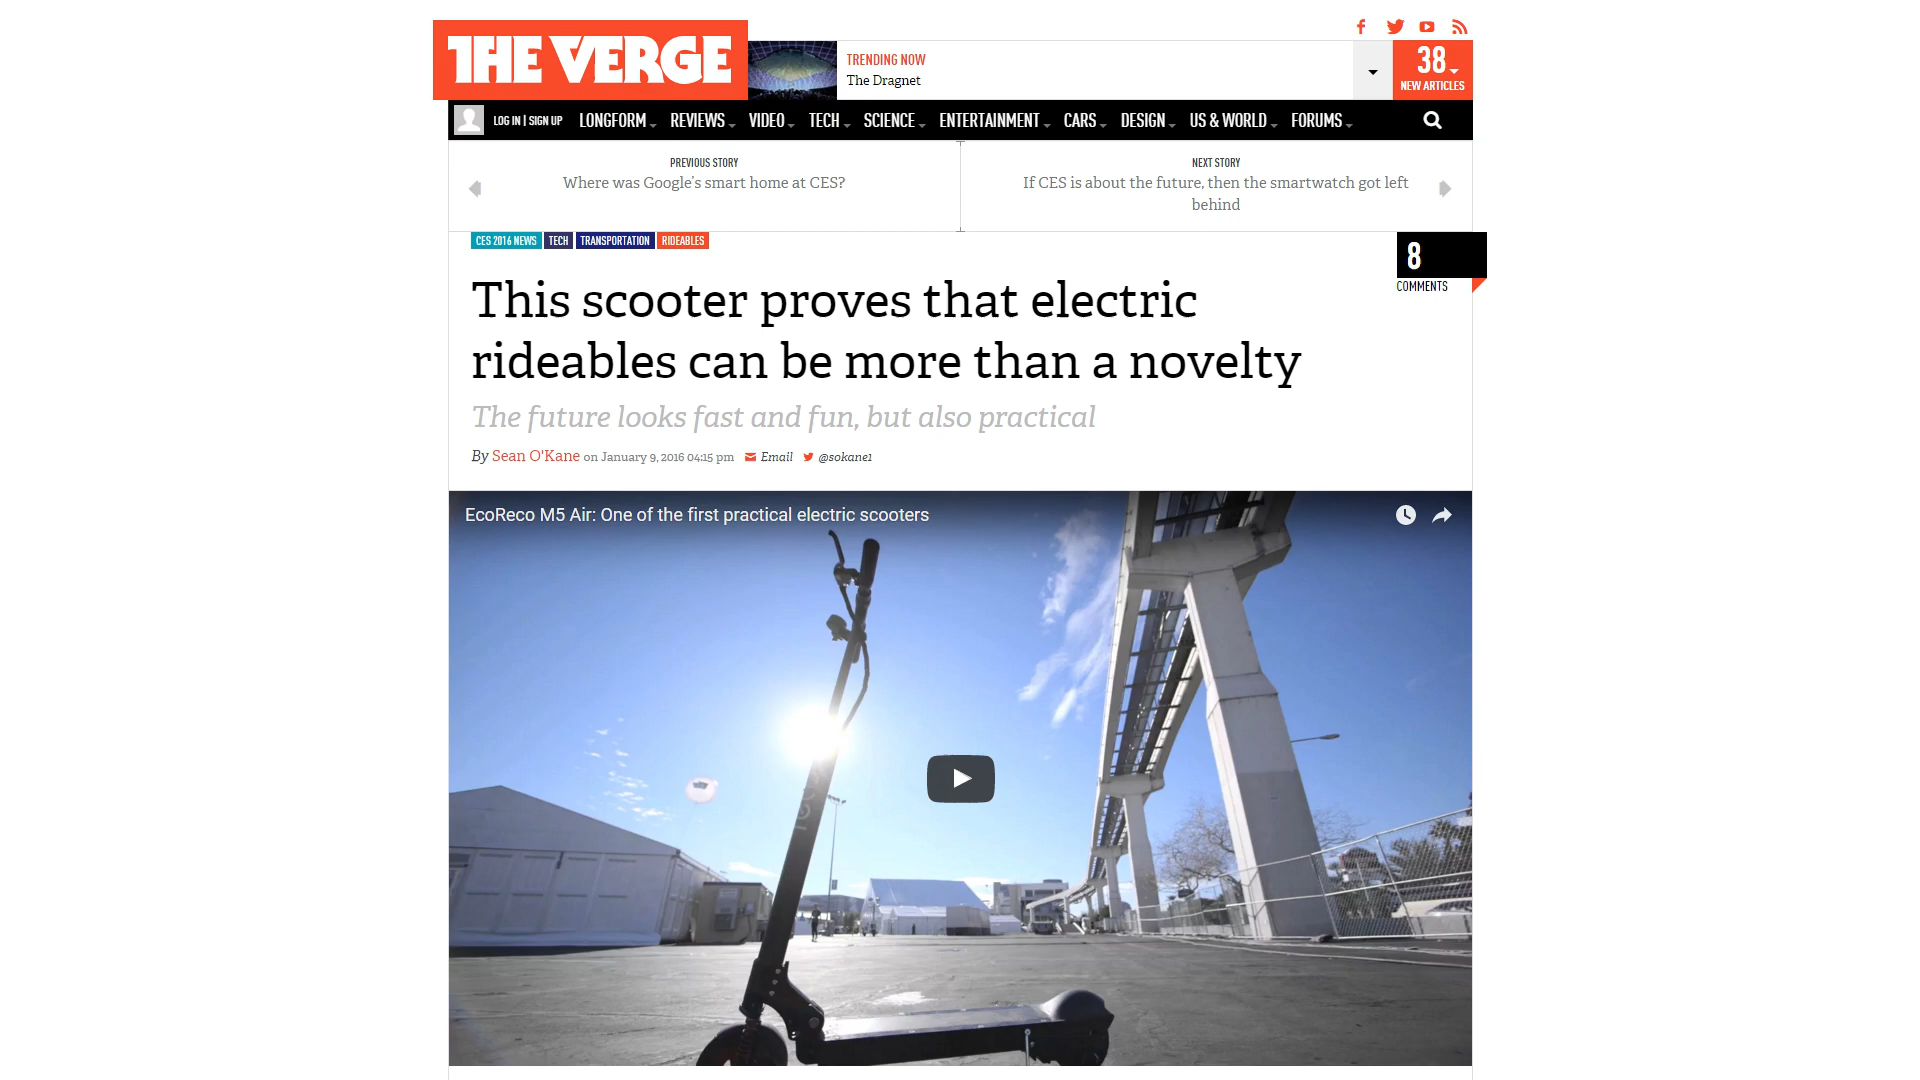 THE VERGE
TRENDING NOW
The Dragnet
38
NEW ARTICLES
LOG IN | SIGN UP LONGFORM REVIEWS VIDEO TECH SCIENCE ENTERTAINMENT CARS DESIGN US & WORLD FORUMS
PREVIOUS STORY
Where was Google's smart home at CES?
NEXT STORY
If CES is about the future, then the smartwatch got left
behind
CES 2016 NEWS TECH TRANSPORTATION RIDEABLES
8
COMMENTS
This scooter proves that electric
rideables can be more than a novelty
The future looks fast and fun, but also practical
By Sean O'Kane on January 9, 2016 04:15 pm Email @sokane1
EcoReco M5 Air: One of the first practical electric scooters